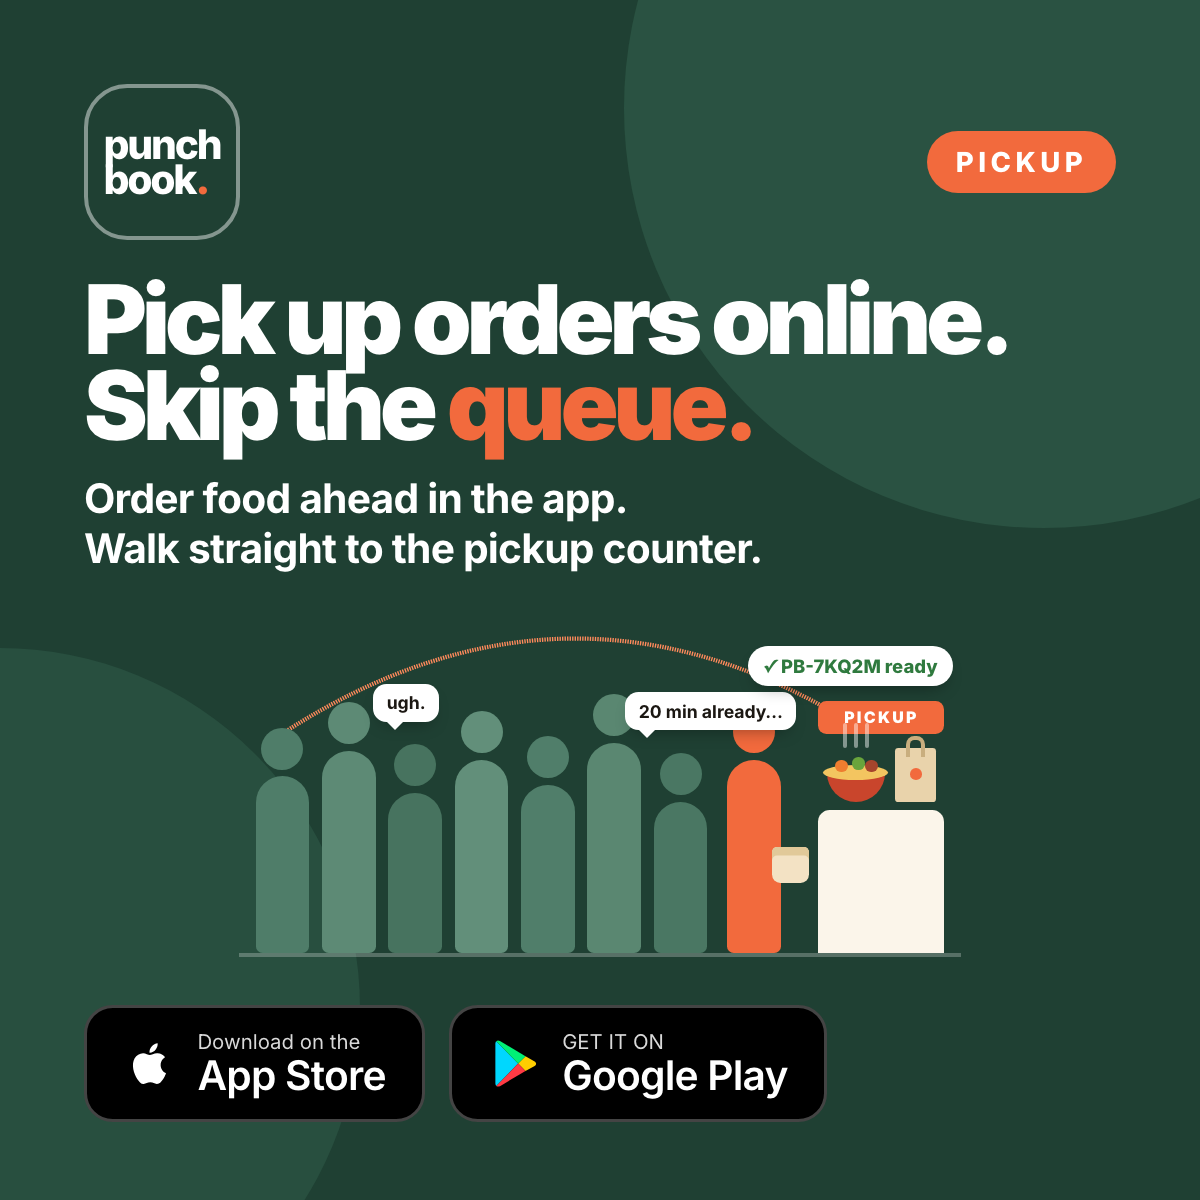 punch
book.
PICKUP
Pick up orders online.
Skip the queue.
Order food ahead in the app.
Walk straight to the pickup counter.
✓PB-7KQ2M ready
ugh.
20 min already...
PICKUP
Download on the
App Store
GET IT ON
Google Play